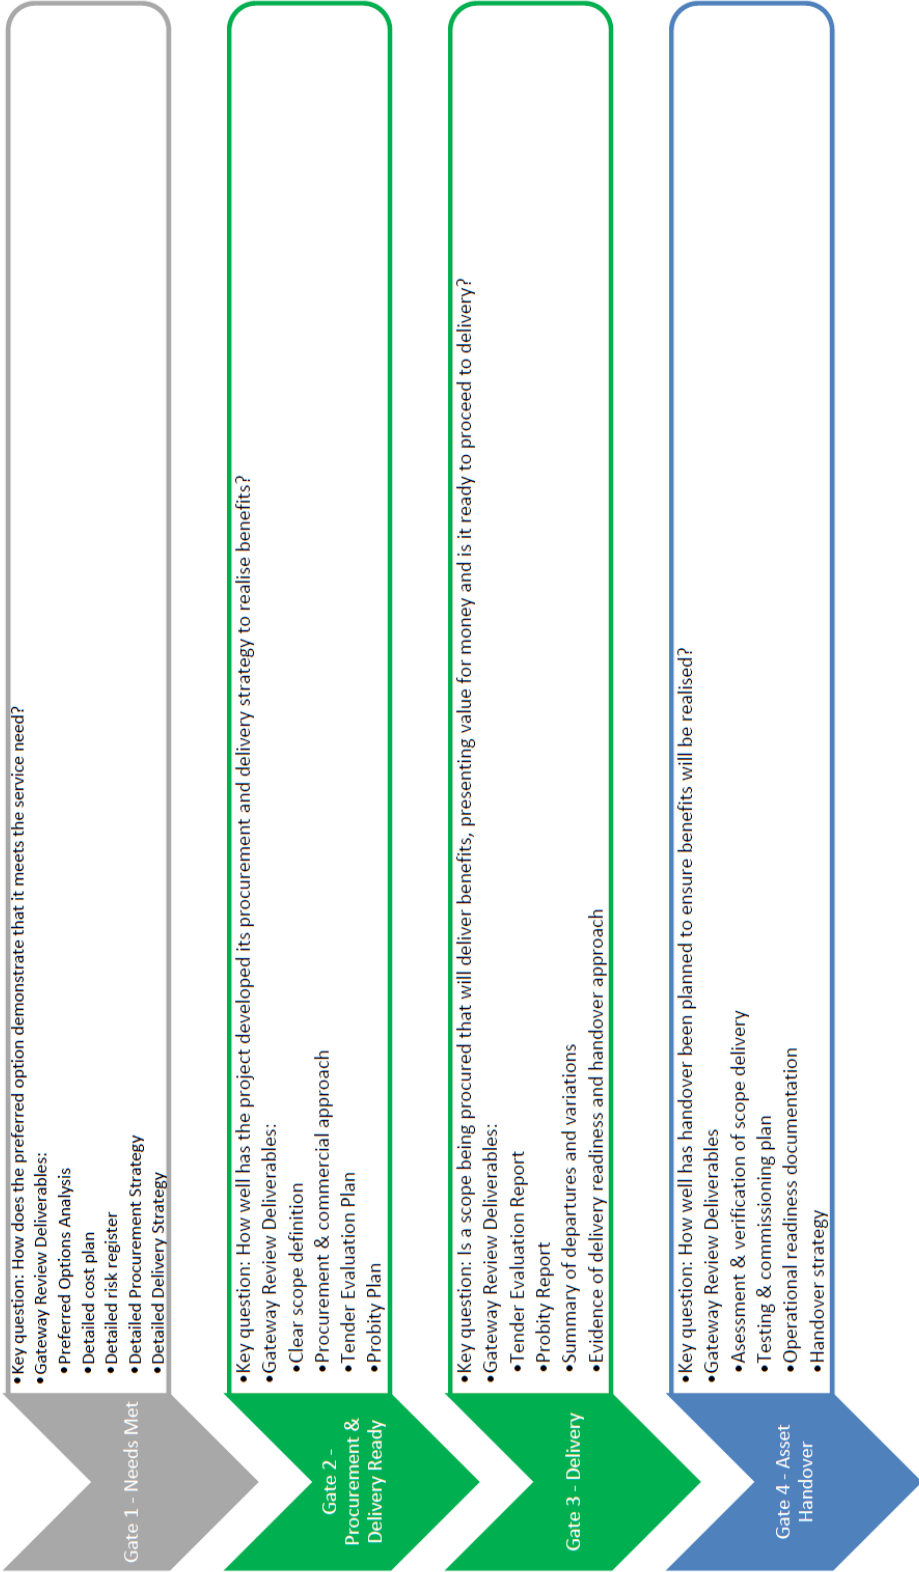 Gate 1 - Needs Met
•Key question: How does the preferred option demonstrate that it meets the service need?
•Gateway Review Deliverables:
•Preferred Options Analysis
•Detailed cost plan
•Detailed risk register
•Detailed Procurement Strategy
•Detailed Delivery Strategy
Gate 2 -
Procurement &
Delivery Ready
•Key question: How well has the project developed its procurement and delivery strategy to realise benefits?
•Gateway Review Deliverables:
•Clear scope definition
•Procurement & commercial approach
•Tender Evaluation Plan
•Probity Plan
Gate 3 - Delivery
•Key question: Is a scope being procured that will deliver benefits, presenting value for money and is it ready to proceed to delivery?
•Gateway Review Deliverables:
•Tender Evaluation Report
•Probity Report
•Summary of departures and variations
•Evidence of delivery readiness and handover approach
Gate 4 - Asset
Handover
•Key question: How well has handover been planned to ensure benefits will be realised?
•Gateway Review Deliverables
•Assessment & verification of scope delivery
•Testing & commissioning plan
•Operational readiness documentation
•Handover strategy